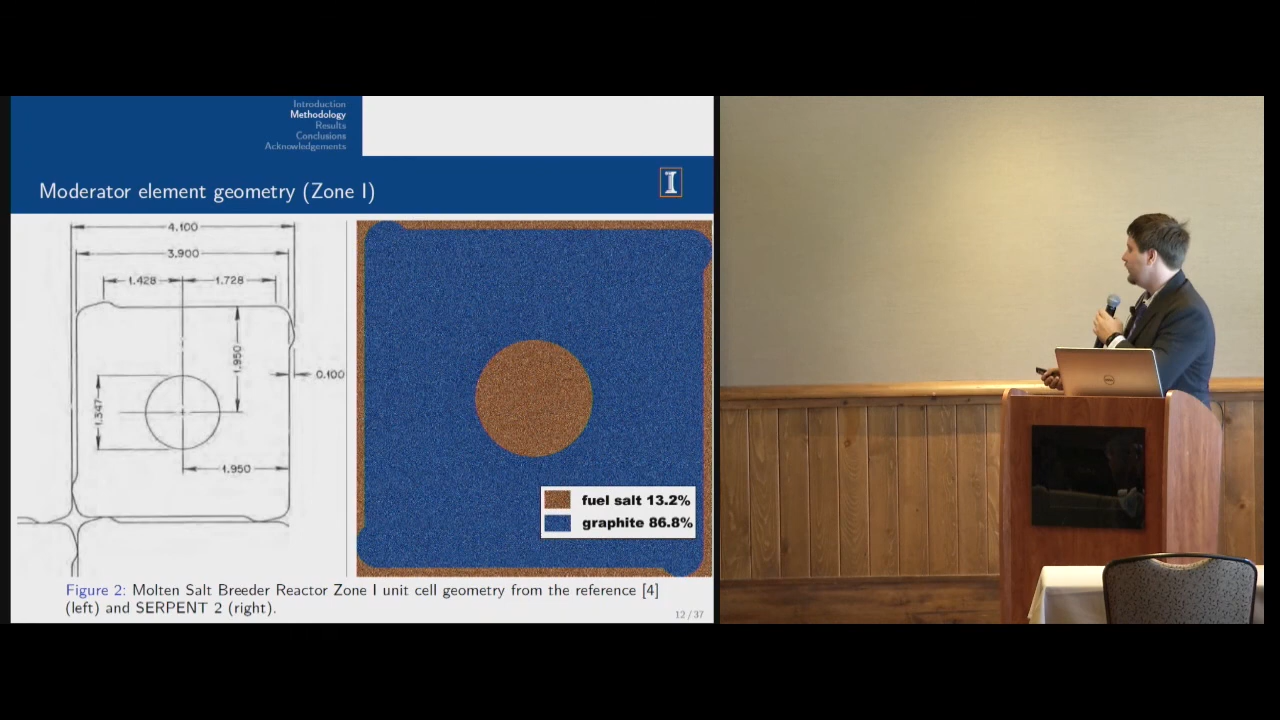 Introduction
Methodology
Results
Conclusions
Acknowledgements
Moderator element geometry (Zone I)
I
4.100
3.900
1.428
1.728
1.950
0.100
1.347
1.950
fuel salt 13.2%
graphite 86.8%
Figure 2: Molten Salt Breeder Reactor Zone I unit cell geometry from the reference [4]
(left) and SERPENT 2 (right).
12 / 37